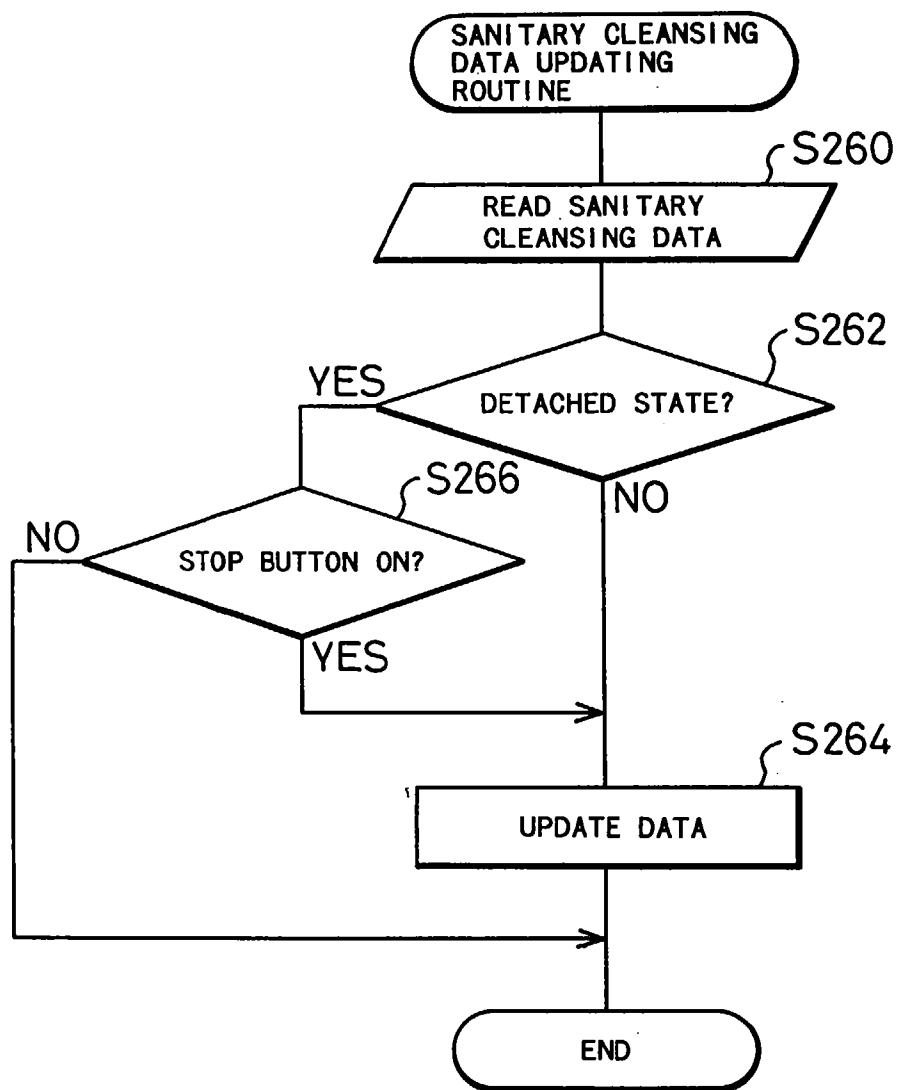 SANITARY CLEANSING
DATA UPDATING
ROUTINE
S260
READ SANITARY
CLEANSING DATA
S262
YES
DETACHED STATE?
S266
NO
NO
STOP BUTTON ON?
YES
S264
UPDATE DATA
END